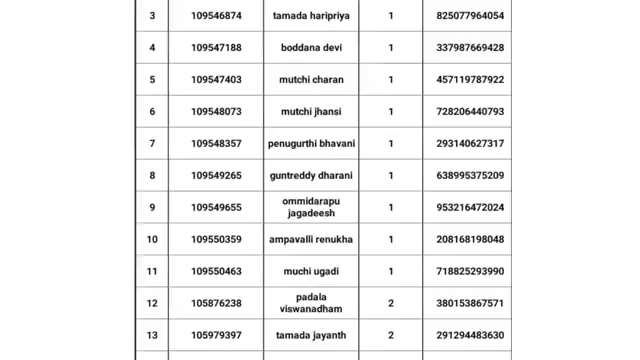 3 109546874 tamada haripriya 1 825077964054
4 109547188 boddana devi 1 337987669428
5 109547403 mutchi charan 1 457119787922
6 109548073 mutchi jhansi 1 728206440793
7 109548357 penugurthi bhavani 1 293140627317
8 109549265 guntreddy dharani 1 638995375209
9 109549655 ommidarapu jagadeesh 1 953216472024
10 109550359 ampavalli renukha 1 208168198048
11 109550463 muchi ugadi 1 718825293990
12 105876238 padala viswanadham 2 380153867571
13 105979397 tamada jayanth 2 291294483630